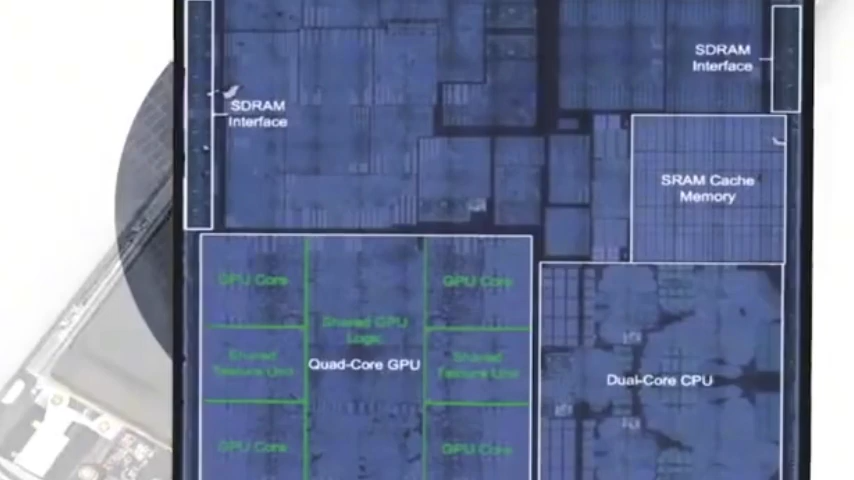 SDRAM
Interface
SDRAM
Interface
SRAM Cache
Memory
GPU Core
GPU Core
Shared GPU
Logic
Shared
Texture Unit
Quad-Core GPU
Shared
Texture Unit
Dual-Core CPU
GPU Core
GPU Core